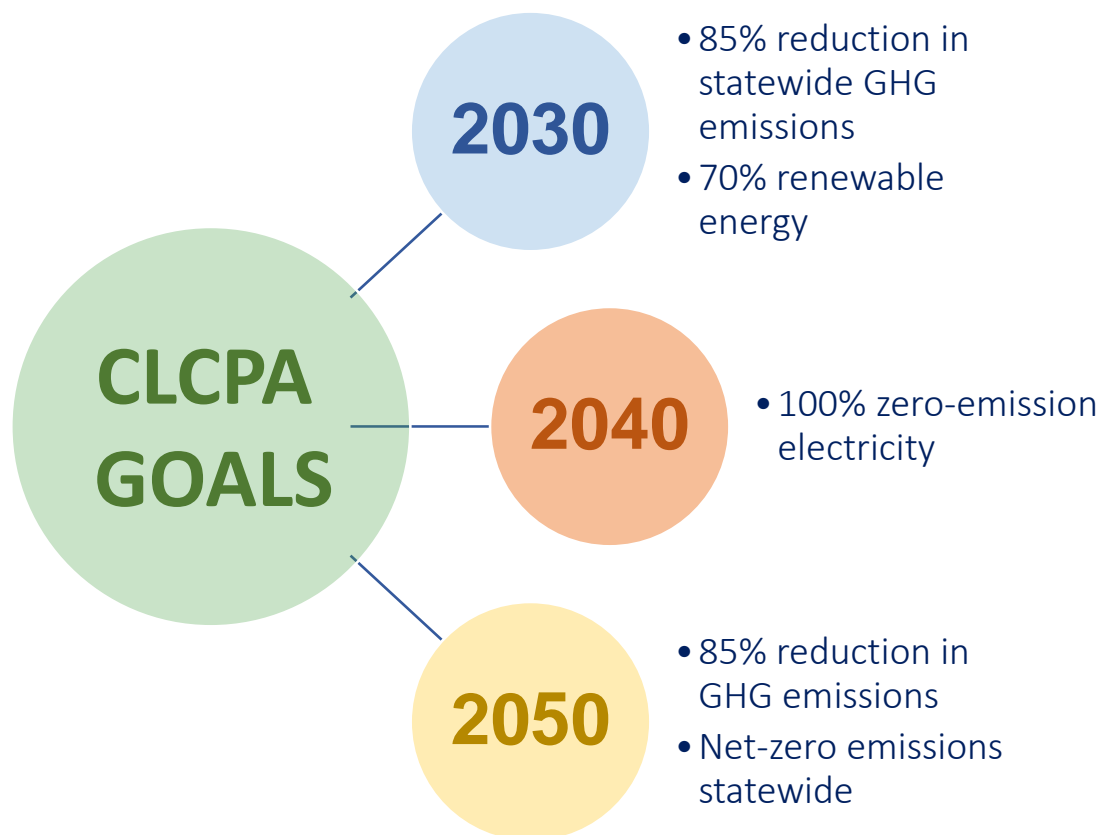 CLCPA
GOALS
2030
• 85% reduction in
statewide GHG
emissions
• 70% renewable
energy
2040
• 100% zero-emission
electricity
2050
• 85% reduction in
GHG emissions
• Net-zero emissions
statewide